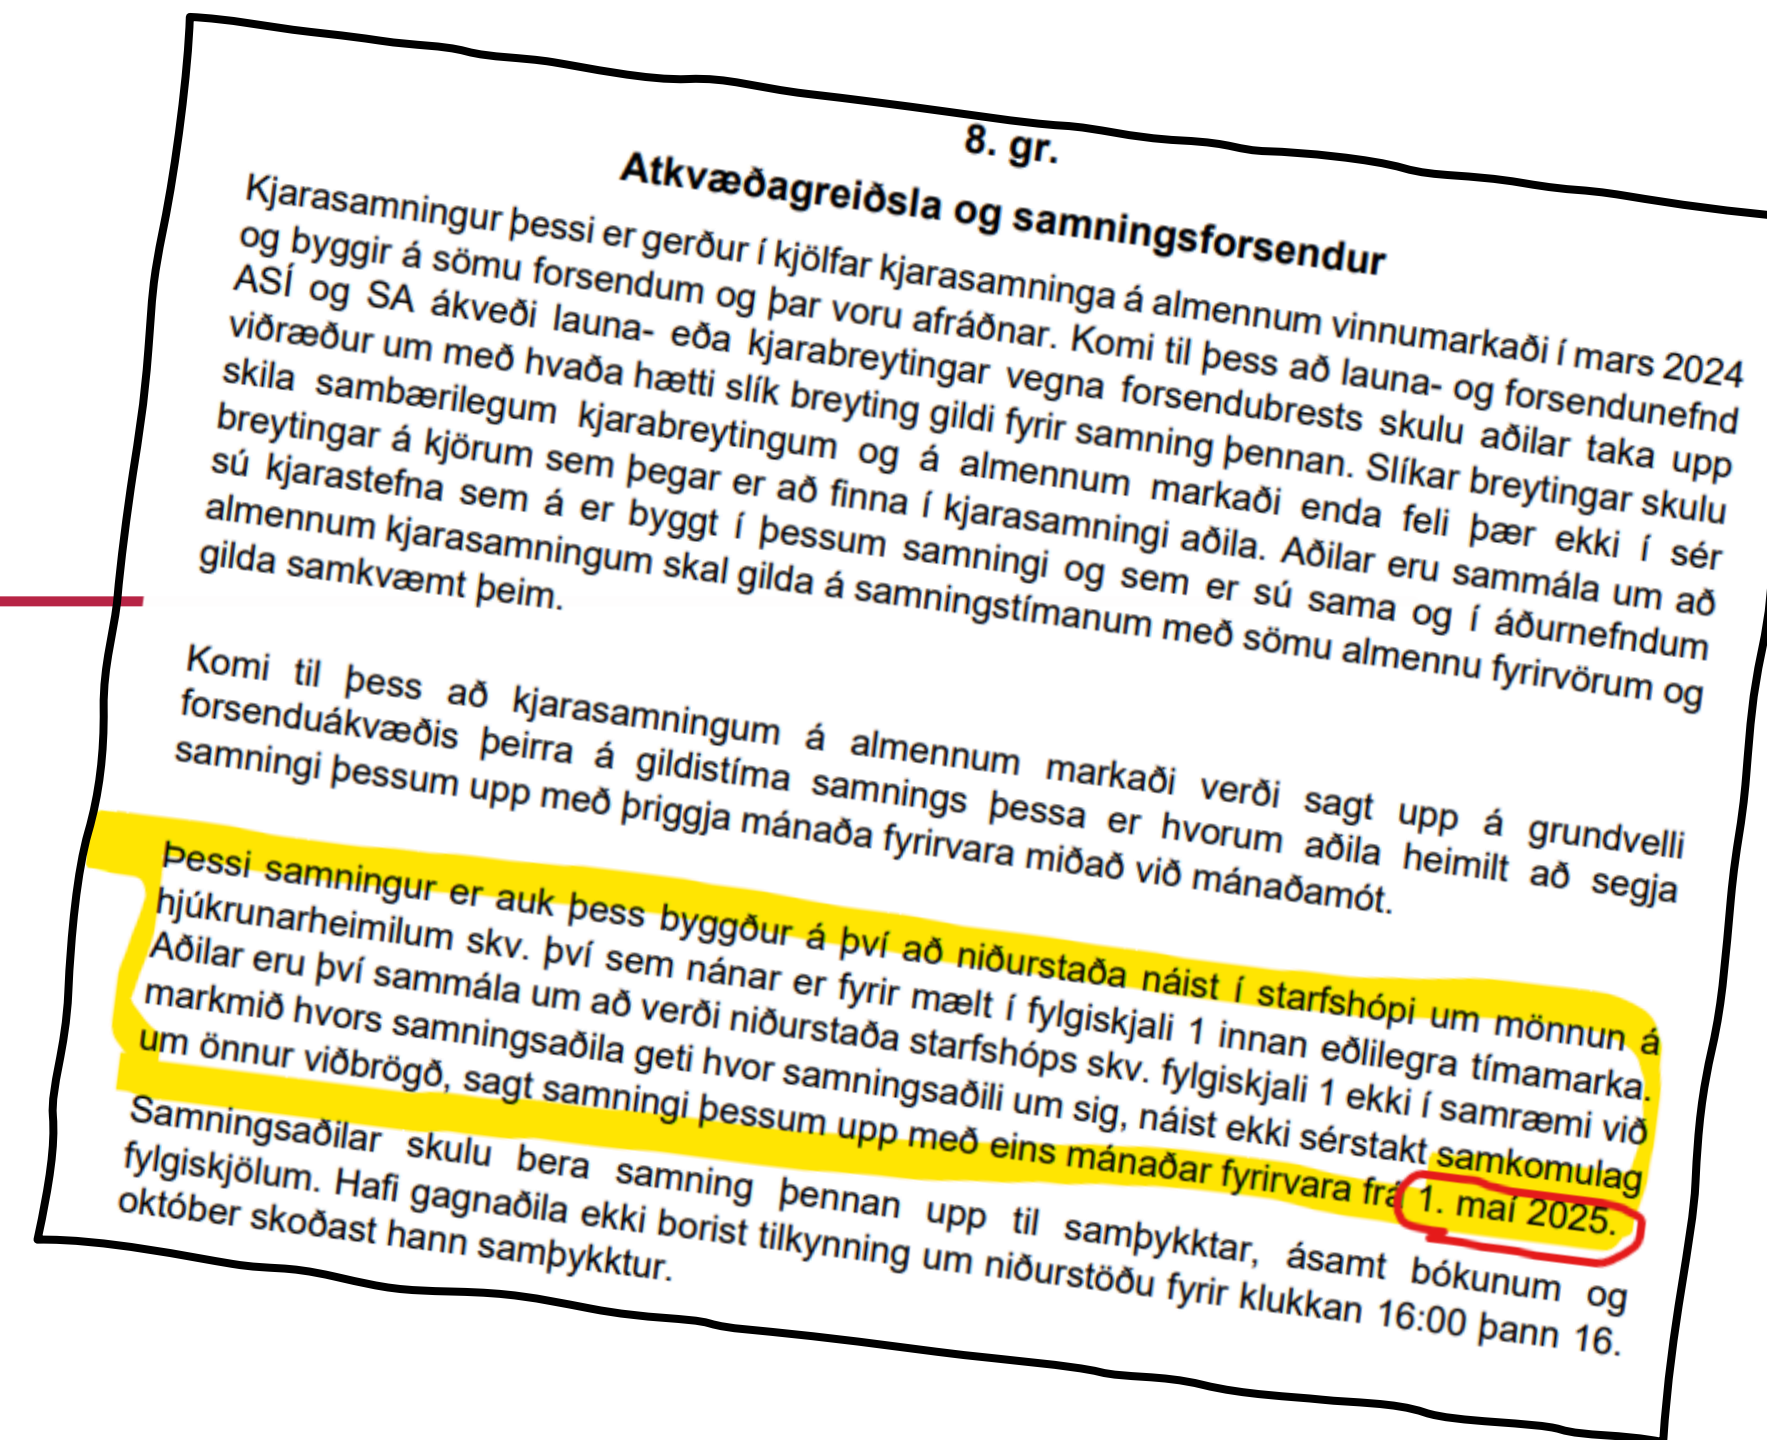 8. gr.
Atkvæðagreiðsla og samningsforsendur
Kjarasamningur þessi er gerður í kjölfar kjarasamninga á almennum vinnumarkaði í mars 2024
og byggir á sömu forsendum og þar voru afráðnar. Komi til þess að launa- og forsendunefnd
ASÍ og SA ákveði launa- eða kjarabreytingar vegna forsendubrests skulu aðilar taka upp
viðræður um með hvaða hætti slík breyting gildi fyrir samning þennan. Slíkar breytingar skulu
skila sambærilegum kjarabreytingum og á almennum markaði enda feli þær ekki í sér
breytingar á kjörum sem þegar er að finna í kjarasamningi aðila. Aðilar eru sammála um að
sú kjarastefna sem á er byggt í þessum samningi og sem er sú sama og í áðurnefndum
almennum kjarasamningum skal gilda á samningstímanum með sömu almennu fyrirvörum og
gilda samkvæmt þeim.
Komi til þess að kjarasamningum á almennum markaði verði sagt upp á grundvelli
forsenduákvæðis þeirra á gildistíma samnings þessa er hvorum aðila heimilt að segja
samningi þessum upp með þriggja mánaða fyrirvara miðað við mánaðamót.
Þessi samningur er auk þess byggður á því að niðurstaða náist í starfshópi um mönnun á
hjúkrunarheimilum skv. því sem nánar er fyrir mælt í fylgiskjali 1 innan eðlilegra tímamarka.
Aðilar eru því sammála um að verði niðurstaða starfshóps skv. fylgiskjali 1 ekki í samræmi við
markmið hvors samningsaðila geti hvor samningsaðili um sig, náist ekki sérstakt samkomulag
um önnur viðbrögð, sagt samningi þessum upp með eins mánaðar fyrirvara frá 1. maí 2025.
Samningsaðilar skulu bera samning þennan upp til samþykktar, ásamt bókunum og
fylgiskjölum. Hafi gagnaðila ekki borist tilkynning um niðurstöðu fyrir klukkan 16:00 þann 16.
október skoðast hann samþykktur.